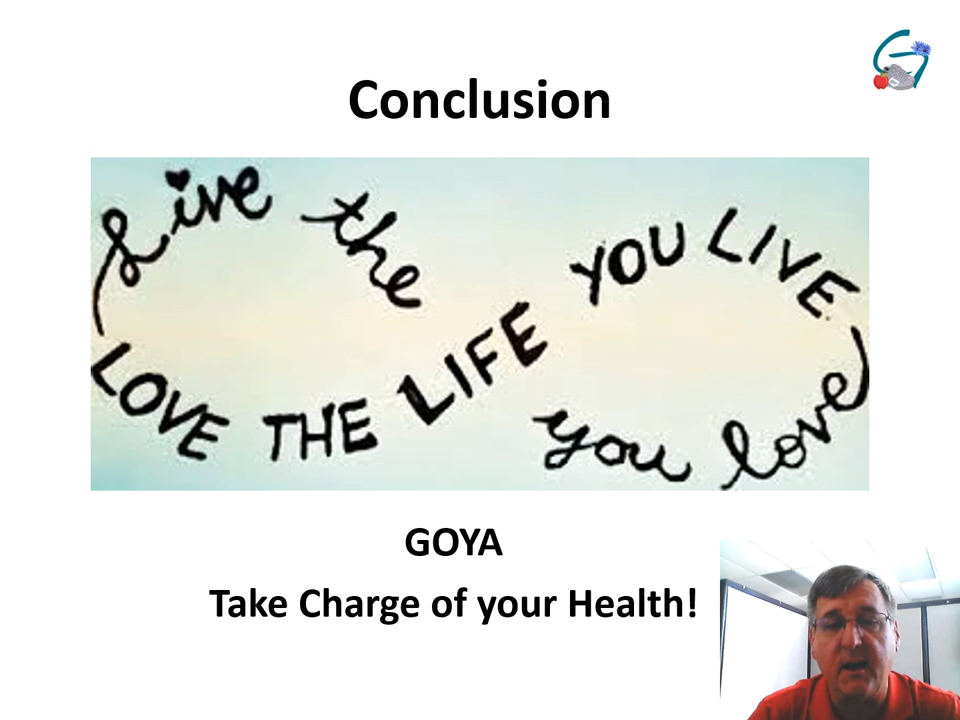 Conclusion
Live the
LOVE THE LIFE YOU LIVE
you love
GOYA
Take Charge of your Health!